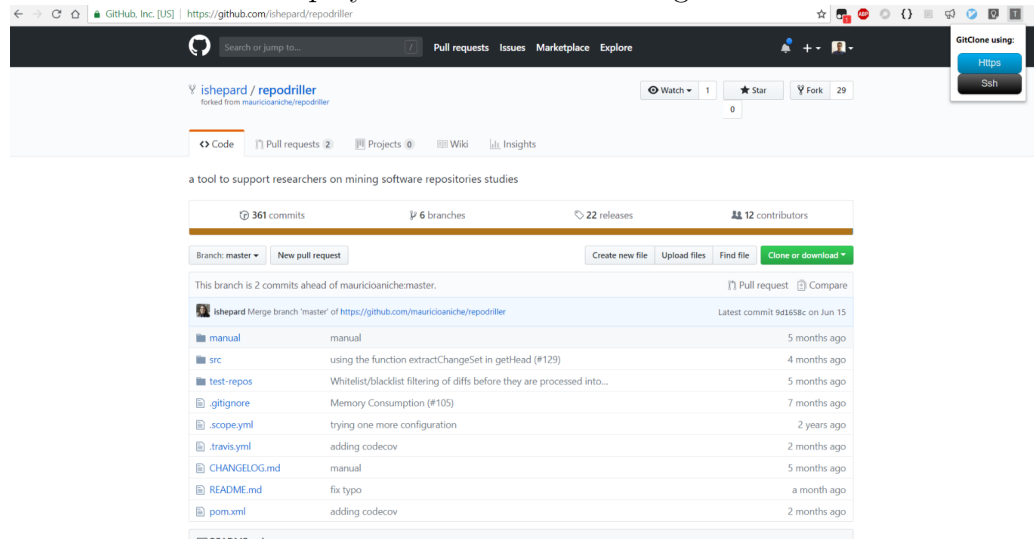 GitHub, Inc. [US] | https://github.com/ishepard/repodriller
GitClone using:
Https
Ssh
Search or jump to... / Pull requests Issues Marketplace Explore
ishepard / repodriller
forked from mauricioaniche/repodriller
Watch 1 Star 0 Fork 29
Code Pull requests 2 Projects 0 Wiki Insights
a tool to support researchers on mining software repositories studies
361 commits 6 branches 22 releases 12 contributors
Branch: master New pull request Create new file Upload files Find file Clone or download
This branch is 2 commits ahead of mauricioaniche:master. Pull request Compare
ishepard Merge branch 'master' of https://github.com/mauricioaniche/repodriller Latest commit 9d1658c on Jun 15
manual manual 5 months ago
src using the function extractChangeSet in getHead (#129) 4 months ago
test-repos Whitelist/blacklist filtering of diffs before they are processed into... 5 months ago
.gitignore Memory Consumption (#105) 7 months ago
.scope.yml trying one more configuration 2 years ago
.travis.yml adding codecov 2 months ago
CHANGELOG.md manual 5 months ago
README.md fix typo a month ago
pom.xml adding codecov 2 months ago